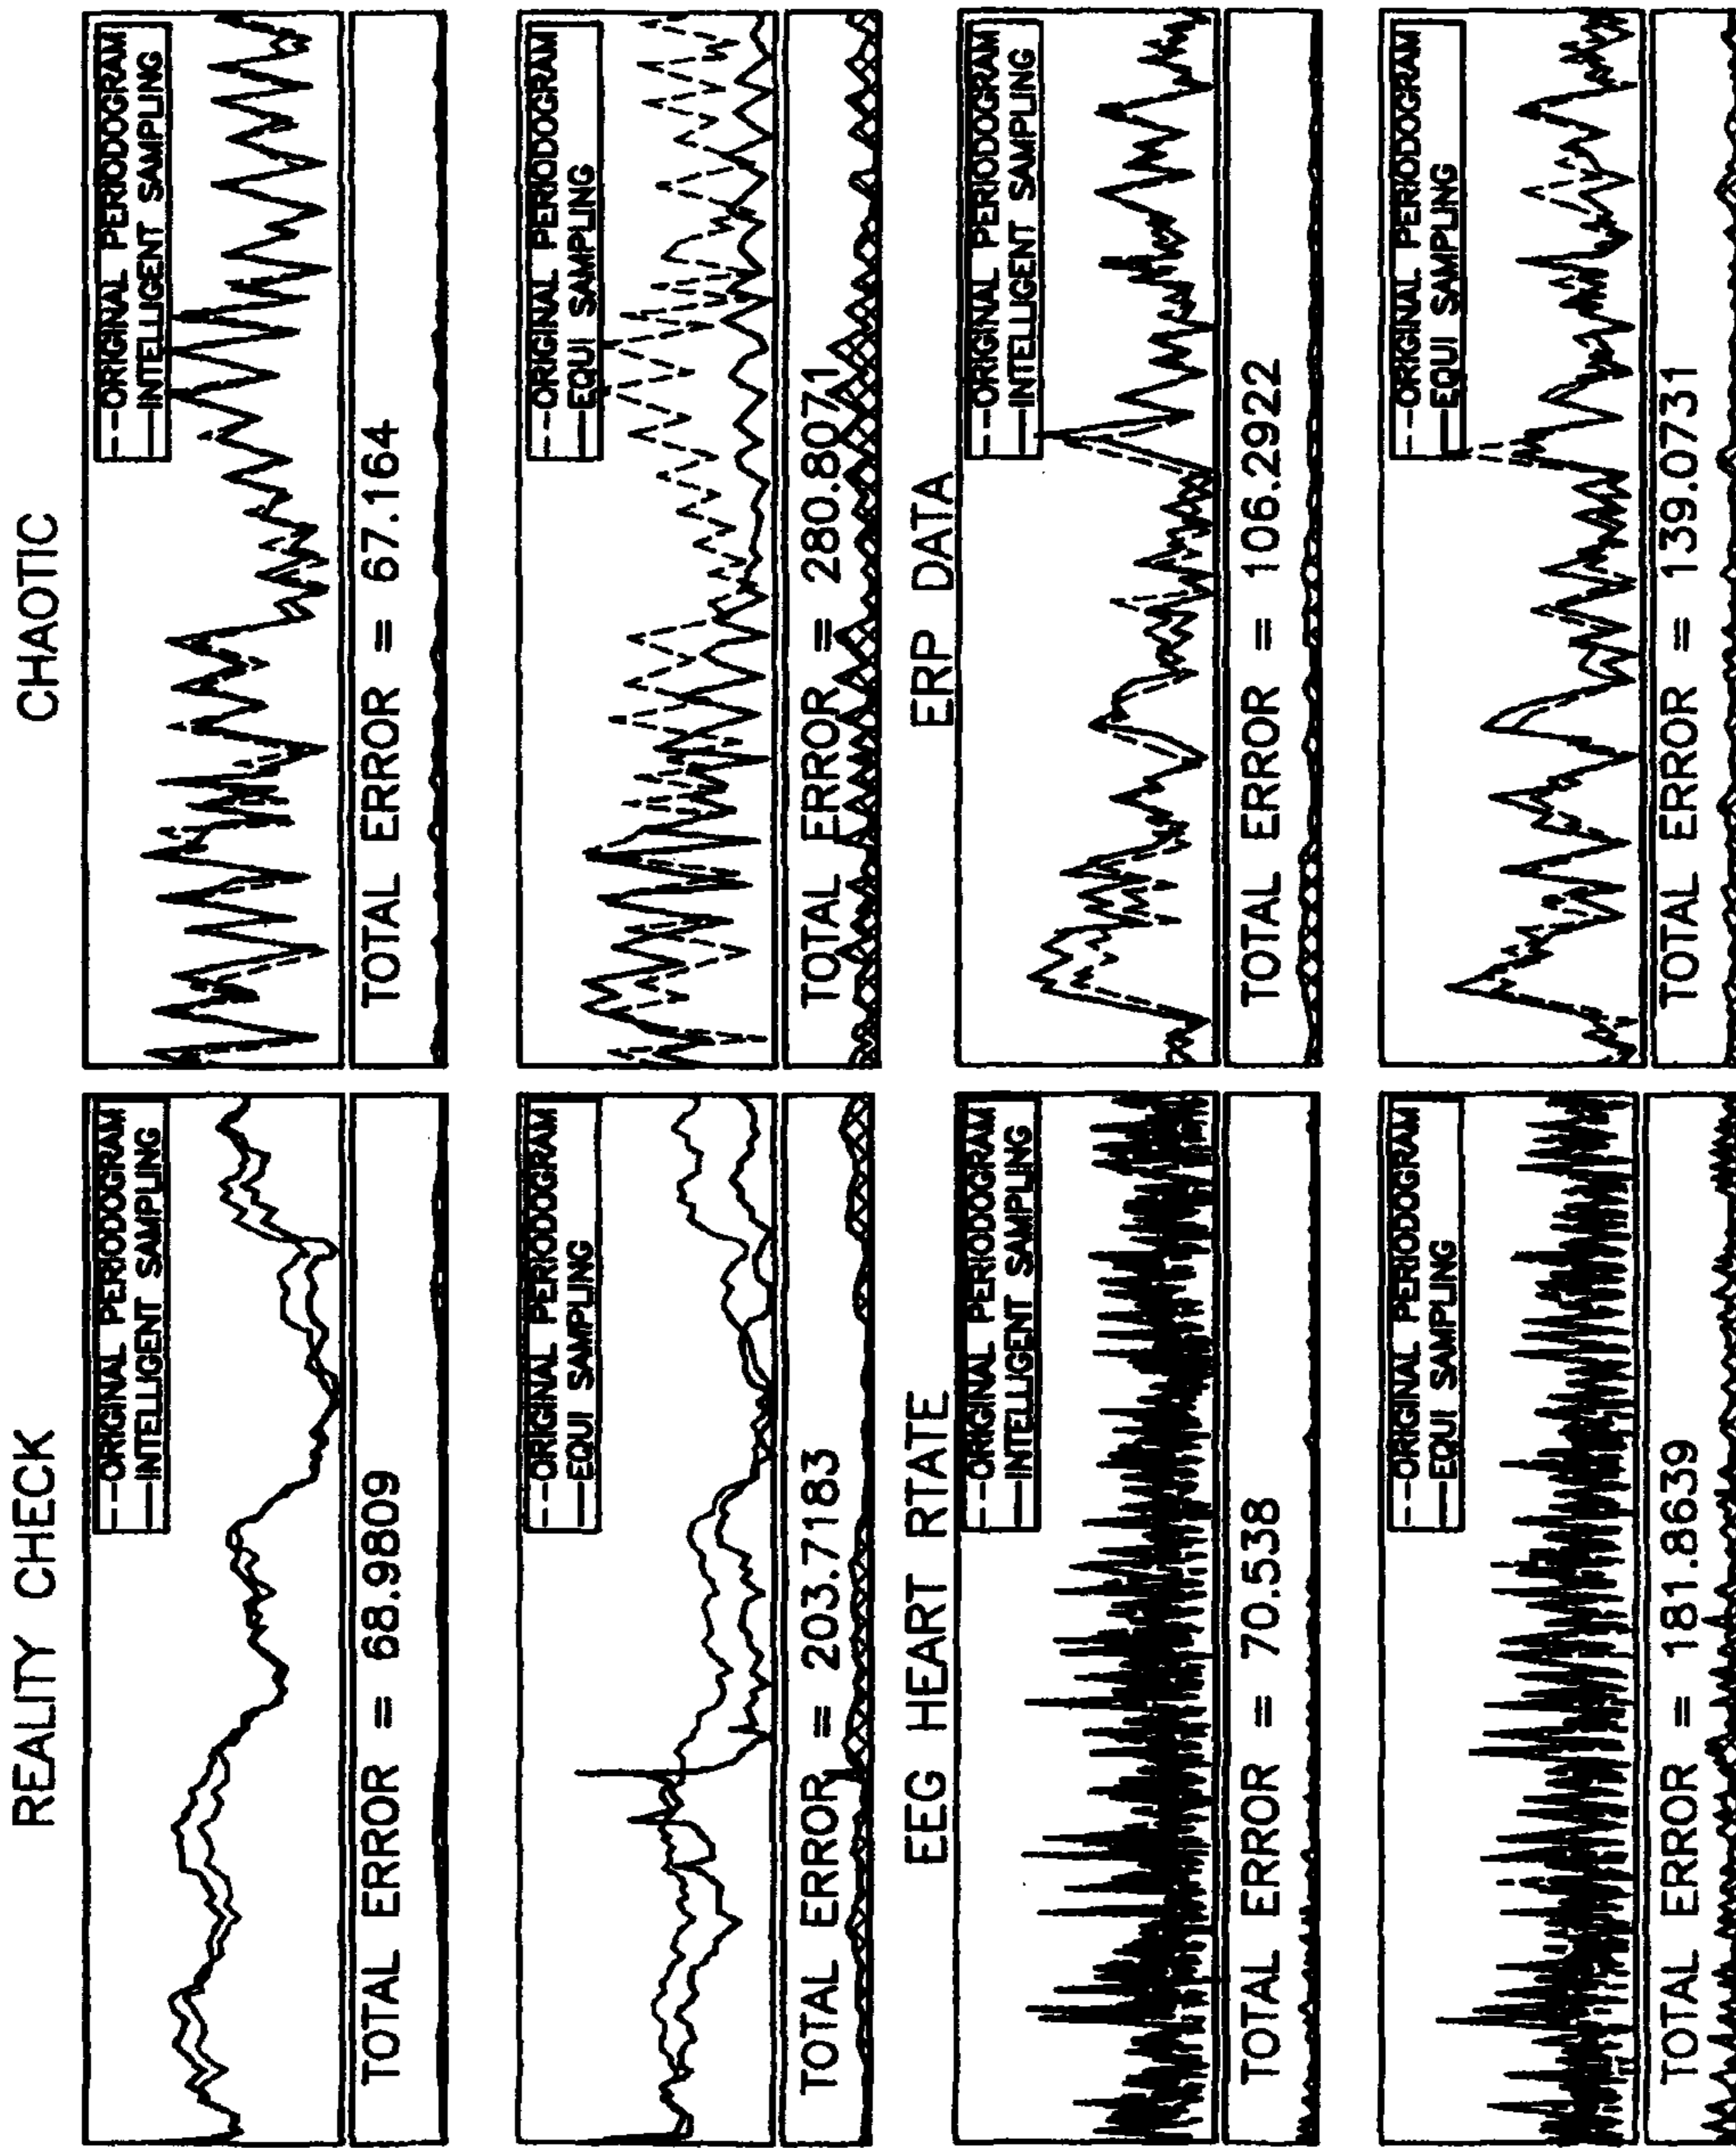 REALITY CHECK
--ORIGINAL PERIODOGRAM
—INTELLIGENT SAMPLING
TOTAL ERROR = 68.9809
--ORIGINAL PERIODOGRAM
—EQUI SAMPLING
TOTAL ERROR = 203.7183
CHAOTIC
--ORIGINAL PERIODOGRAM
—INTELLIGENT SAMPLING
TOTAL ERROR = 67.164
--ORIGINAL PERIODOGRAM
—EQUI SAMPLING
TOTAL ERROR = 280.8071
EEG HEART RTATE
--ORIGINAL PERIODOGRAM
—INTELLIGENT SAMPLING
TOTAL ERROR = 70.538
--ORIGINAL PERIODOGRAM
—EQUI SAMPLING
TOTAL ERROR = 181.8639
ERP DATA
--ORIGINAL PERIODOGRAM
—INTELLIGENT SAMPLING
TOTAL ERROR = 106.2922
--ORIGINAL PERIODOGRAM
—EQUI SAMPLING
TOTAL ERROR = 139.0731